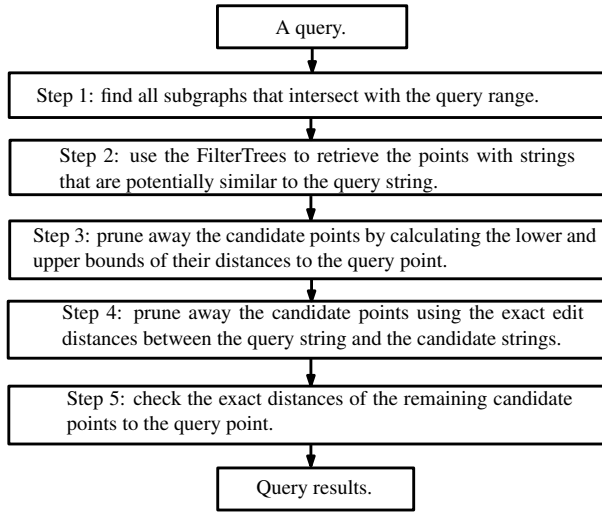 A query.
Step 1: find all subgraphs that intersect with the query range.
Step 2: use the FilterTrees to retrieve the points with strings
that are potentially similar to the query string.
Step 3: prune away the candidate points by calculating the lower and
upper bounds of their distances to the query point.
Step 4: prune away the candidate points using the exact edit
distances between the query string and the candidate strings.
Step 5: check the exact distances of the remaining candidate
points to the query point.
Query results.